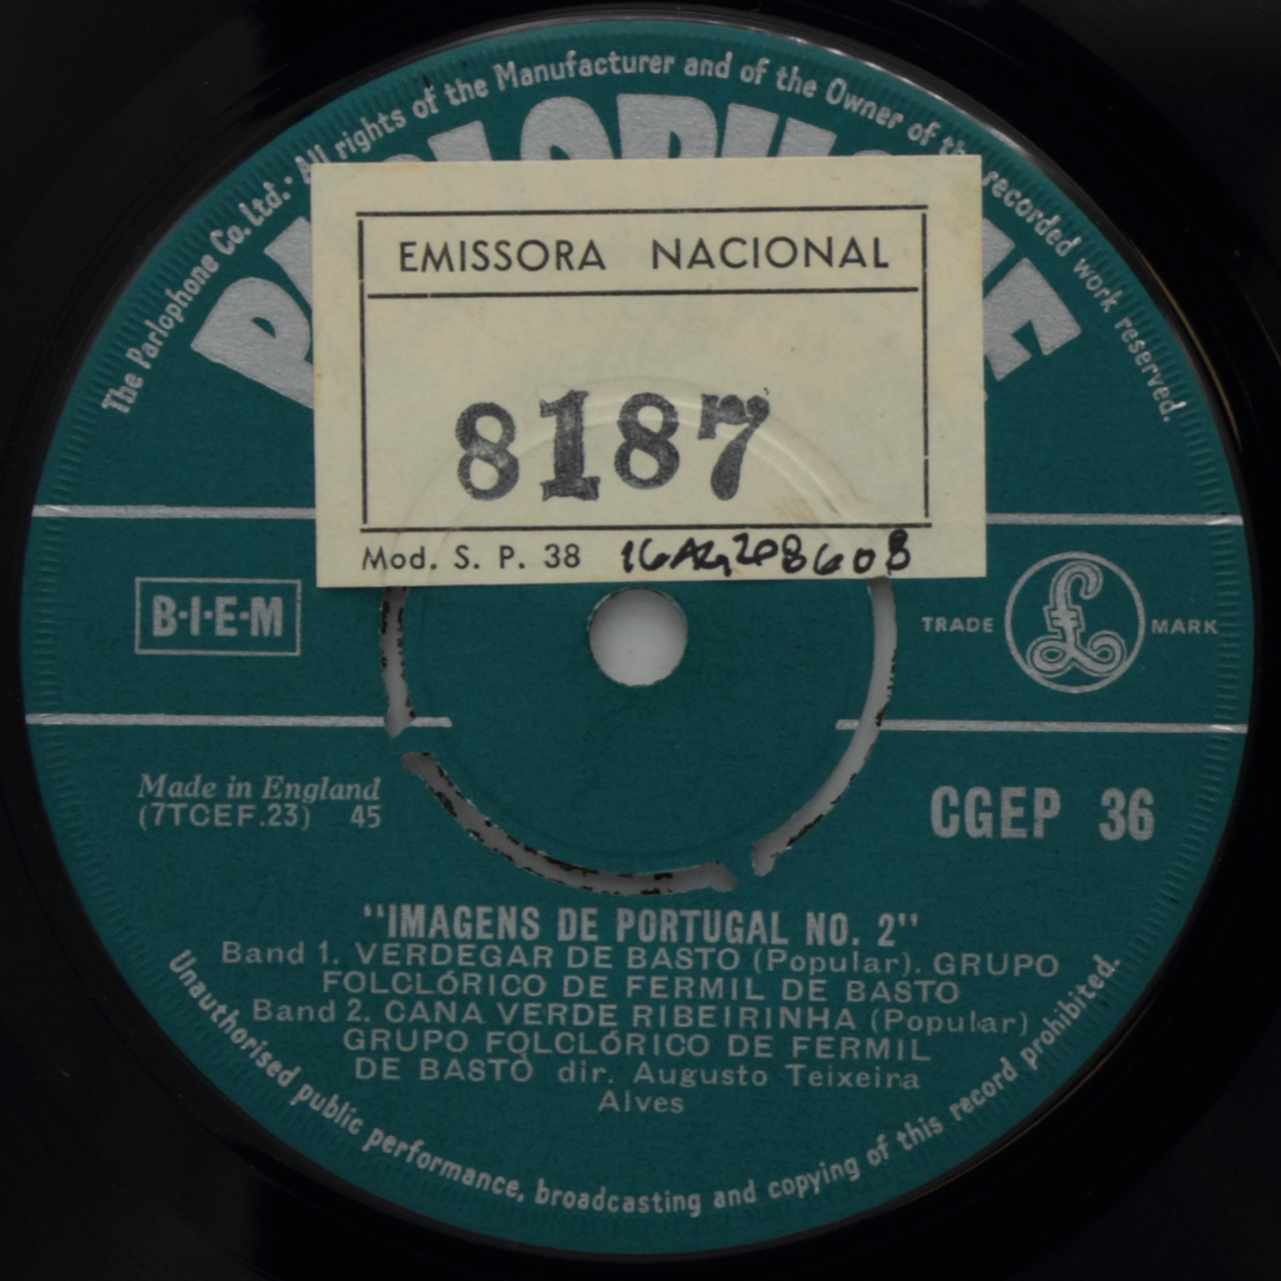 The Parlophone Co. Ltd. · All rights of the Manufacturer and of the Owner of the recorded work reserved.
EMISSORA NACIONAL
8187
Mod. S. P. 38
B·I·E·M
TRADE MARK
Made in England
(7TCEF.23) 45
CGEP 36
"IMAGENS DE PORTUGAL NO. 2"
Band 1. VERDEGAR DE BASTO (Popular). GRUPO
FOLCLÓRICO DE FERMIL DE BASTO
Band 2. CANA VERDE RIBEIRINHA (Popular)
GRUPO FOLCLÓRICO DE FERMIL
DE BASTO dir. Augusto Teixeira
Alves
Unauthorised public performance, broadcasting and copying of this record prohibited.